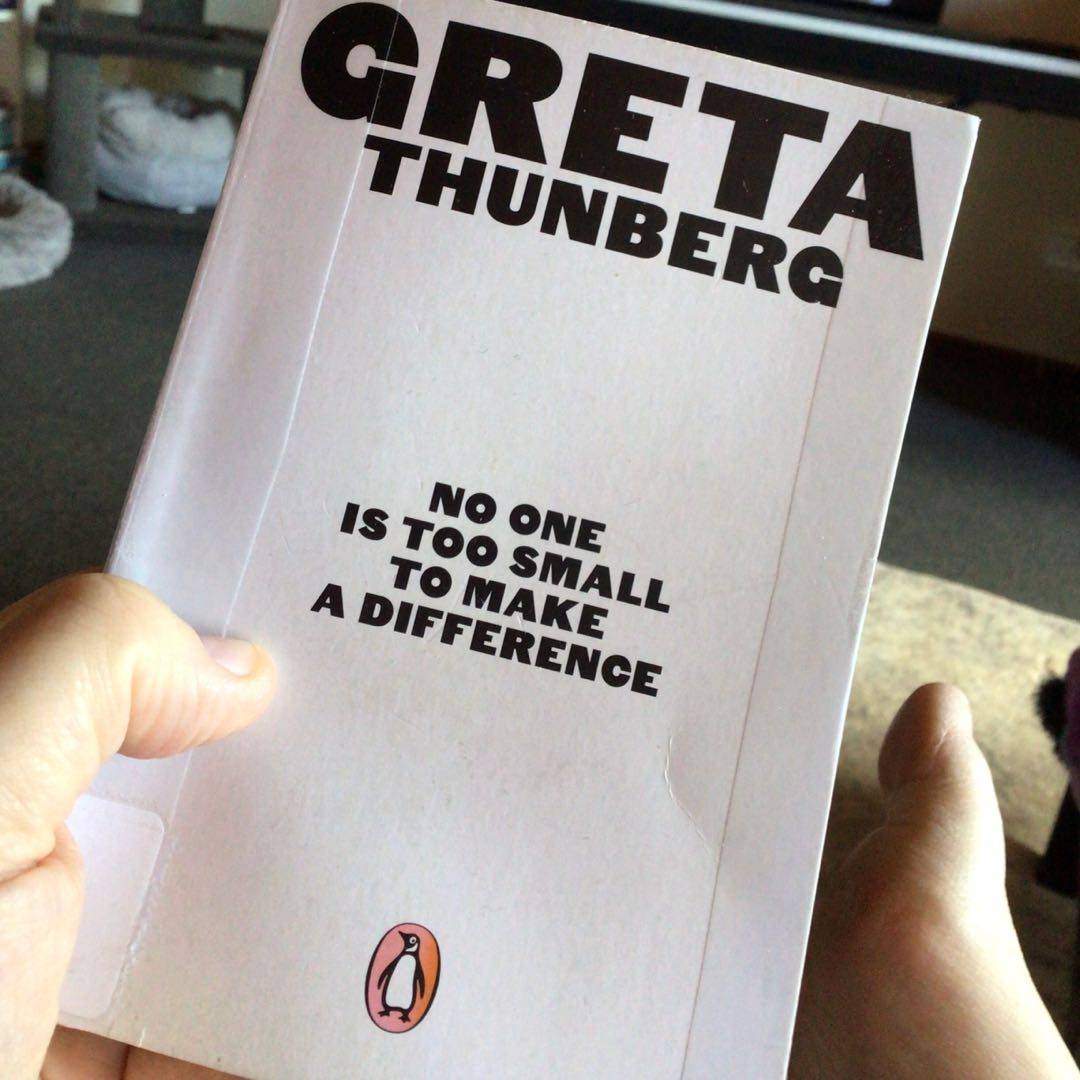 GRETA
THUNBERG
NO ONE
IS TOO SMALL
TO MAKE
A DIFFERENCE